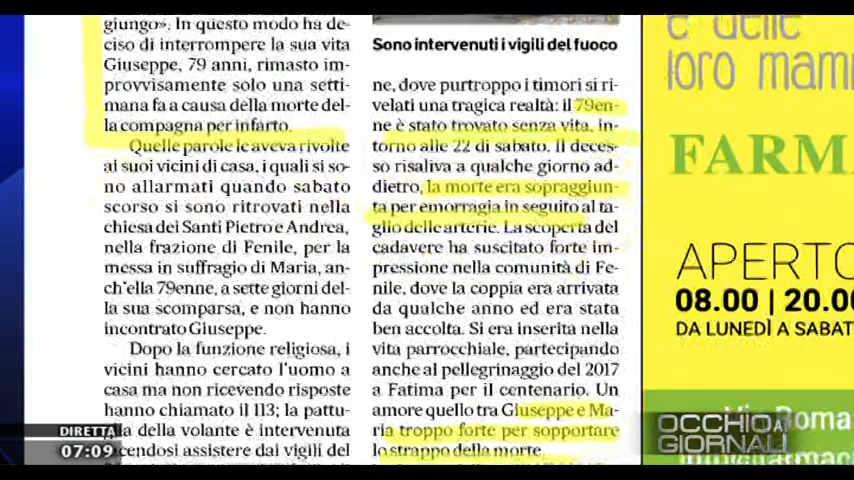 giungo». In questo modo ha de-
ciso di interrompere la sua vita
Giuseppe, 79 anni, rimasto im-
provvisamente solo una setti-
mana fa a causa della morte del-
la compagna per infarto.
Quelle parole le aveva rivolte
ai suoi vicini di casa, i quali si so-
no allarmati quando sabato
scorso si sono ritrovati nella
chiesa dei Santi Pietro e Andrea,
nella frazione di Fenile, per la
messa in suffragio di Maria, an-
ch'ella 79enne, a sette giorni del-
la sua scomparsa, e non hanno
incontrato Giuseppe.
Dopo la funzione religiosa, i
vicini hanno cercato l'uomo a
casa ma non ricevendo risposte
hanno chiamato il 113; la pattu-
della volante è intervenuta
assistere dai vigili del
Sono intervenuti i vigili del fuoco
ne, dove purtroppo i timori si ri-
velati una tragica realtà: il 79en-
ne è stato trovato senza vita, in-
torno alle 22 di sabato. Il deces-
so risaliva a qualche giorno ad-
dietro, la morte era sopraggiun-
ta per emorragia in seguito al ta-
glio delle arterie. La scoperta del
cadavere ha suscitato forte im-
pressione nella comunità di Fe-
nile, dove la coppia era arrivata
da qualche anno ed era stata
ben accolta. Si era inserita nella
vita parrocchiale, partecipando
anche al pellegrinaggio del 2017
a Fatima per il centenario. Un
amore quello tra Giuseppe e Ma-
ria troppo forte per sopportare
lo strappo della morte.
e delle
loro mamm
FARMA
APERTO
08.00 | 20.00
DA LUNEDÌ A SABAT
Via Roma
DIRETTA
07:09
OCCHIO AI
GIORNALI